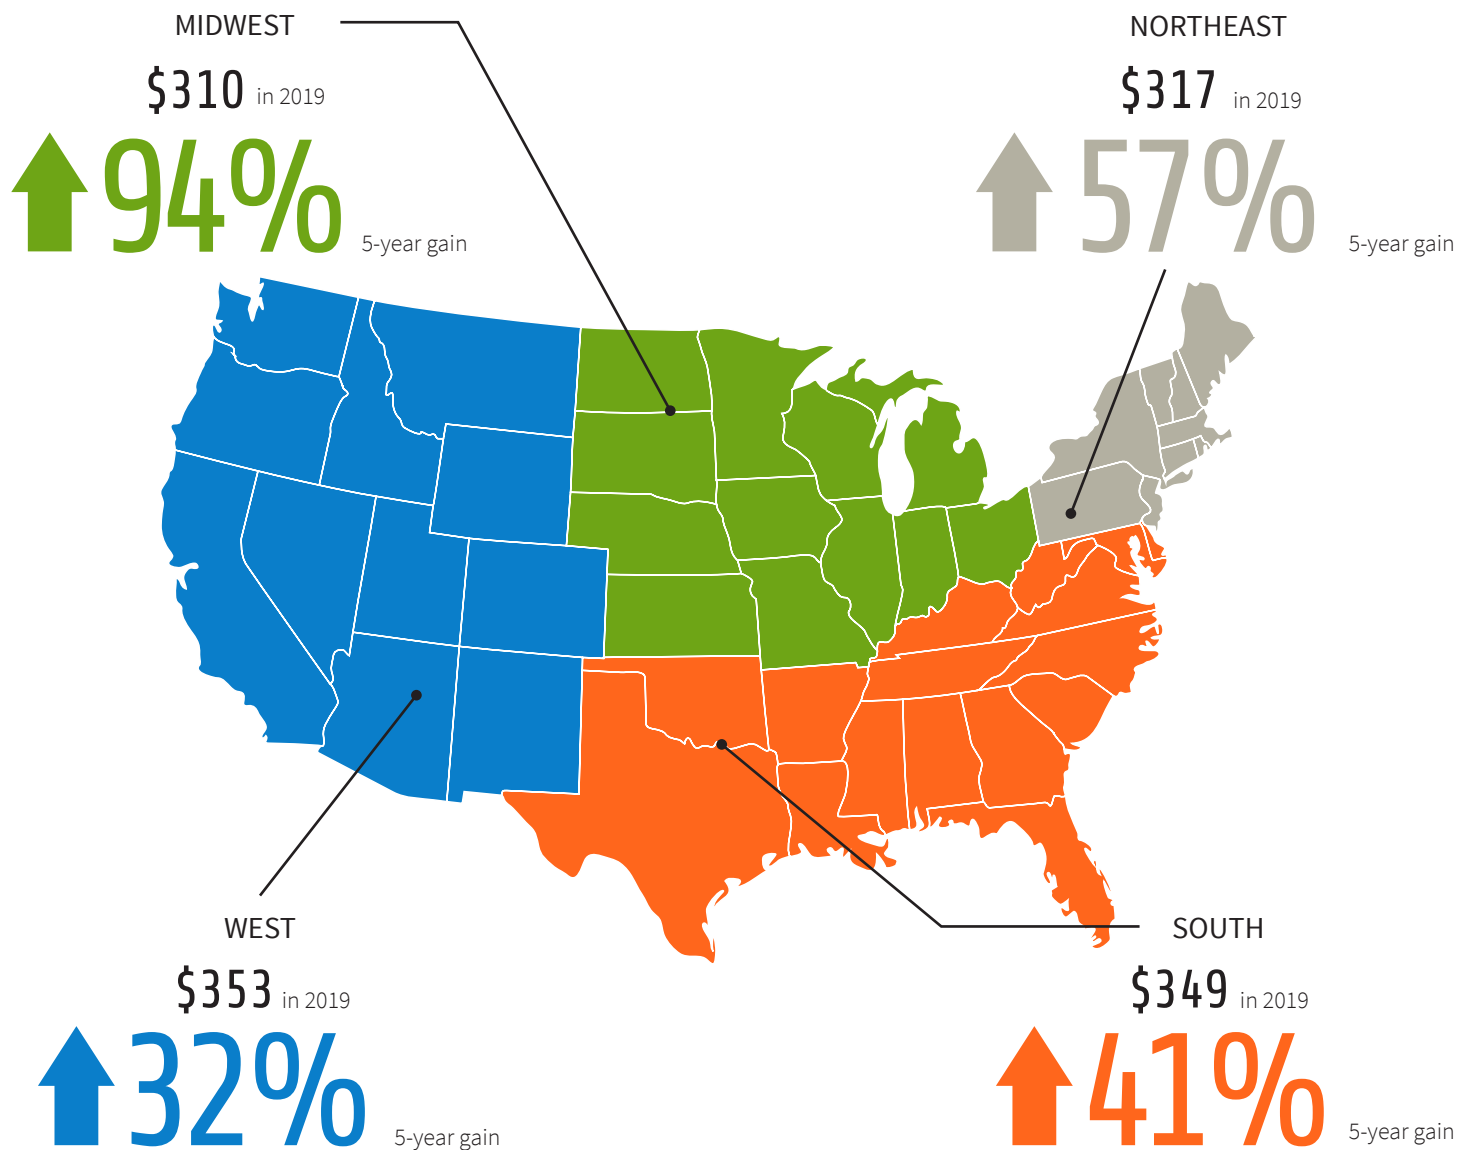 MIDWEST
$310 in 2019
94% 5-year gain
NORTHEAST
$317 in 2019
57% 5-year gain
WEST
$353 in 2019
32% 5-year gain
SOUTH
$349 in 2019
41% 5-year gain